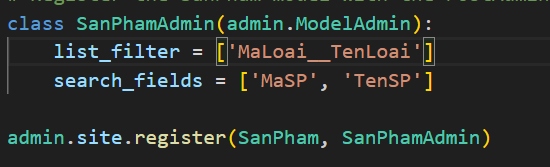 class SanPhamAdmin(admin.ModelAdmin):
    list_filter = ['MaLoai__TenLoai']
    search_fields = ['MaSP', 'TenSP']
admin.site.register(SanPham, SanPhamAdmin)